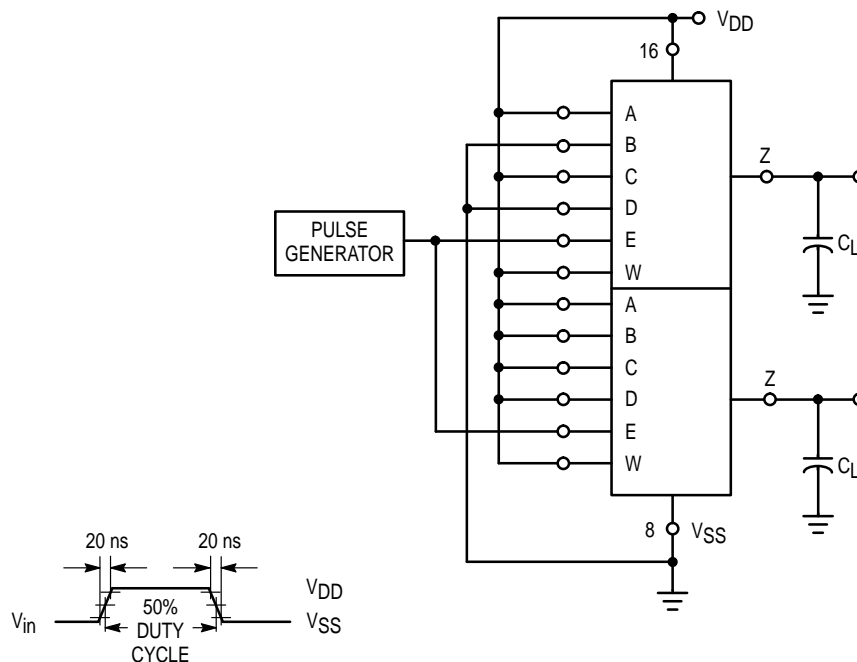 VDD
16
A
B
C
Z
D
PULSE
GENERATOR
E
CL
W
A
B
C
D
Z
E
CL
W
8 VSS
20 ns 20 ns
VDD
Vin 50% VSS
DUTY
CYCLE